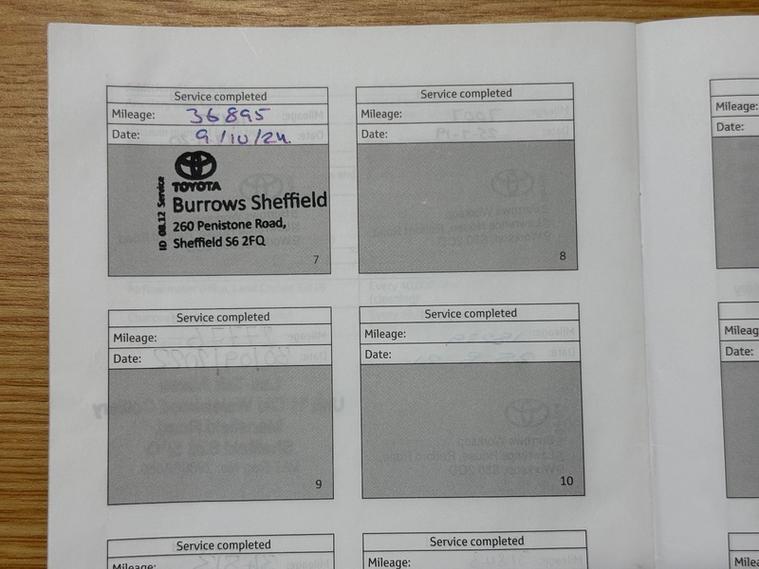 Service completed
Mileage: 36895
Date: 9/10/24.
TOYOTA
ID 08.12 Service
Burrows Sheffield
260 Penistone Road,
Sheffield S6 2FQ
7
Service completed
Mileage:
Date:
8
Service completed
Mileage:
Date:
9
Service completed
Mileage:
Date:
10
Service completed
Mileage:
Service completed
Mileage:
Mileage:
Date:
Mileag
Date:
Milea